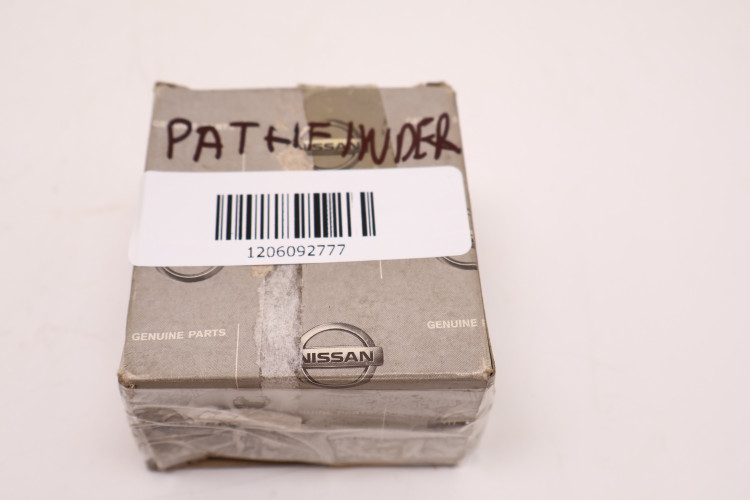 PATHFINDER
NISSAN
1206092777
GENUINE PARTS
GENUINE
NISSAN